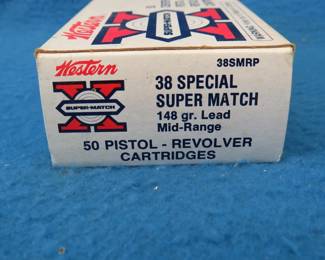 38SMRP
Western
SUPER-MATCH
38 SPECIAL
SUPER MATCH
148 gr. Lead
Mid-Range
50 PISTOL - REVOLVER
CARTRIDGES